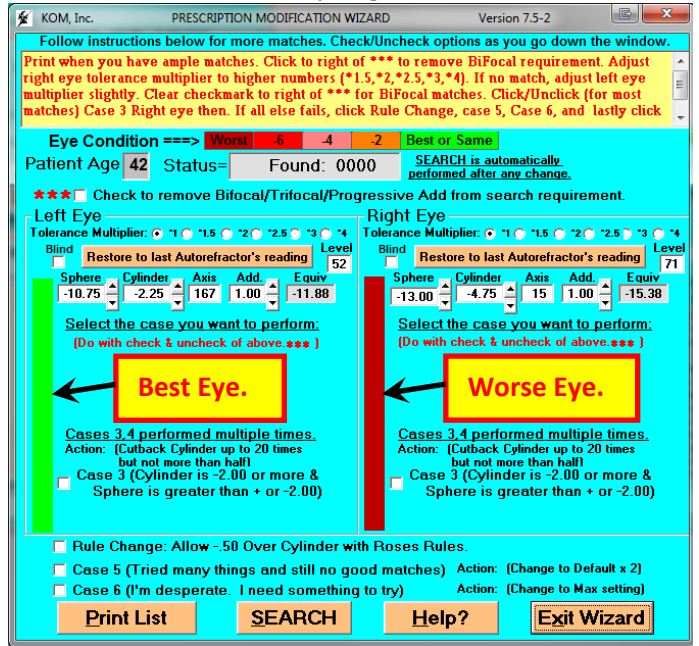 KOM, Inc. PRESCRIPTION MODIFICATION WIZARD Version 7.5-2
Follow instructions below for more matches. Check/Uncheck options as you go down the window.
Print when you have ample matches. Click to right of *** to remove BiFocal requirement. Adjust
right eye tolerance multiplier to higher numbers (*1.5,*2,*2.5,*3,*4). If no match, adjust left eye
multiplier slightly. Clear checkmark to right of *** for BiFocal matches. Click/Unclick (for most
matches) Case 3 Right eye then. If all else fails, click Rule Change, case 5, Case 6, and lastly click
Eye Condition ===> Worst -6 -4 -2 Best or Same
Patient Age 42 Status= Found: 0000 SEARCH is automatically
performed after any change.
*** Check to remove Bifocal/Trifocal/Progressive Add from search requirement.
Left Eye
Tolerance Multiplier: *1 *1.5 *2 *2.5 *3 *4
Blind Restore to last Autorefractor's reading Level
52
Sphere Cylinder Axis Add. Equiv
-10.75 -2.25 167 1.00 -11.88
Select the case you want to perform:
(Do with check & uncheck of above.*** )
Best Eye.
Cases 3,4 performed multiple times.
Action: (Cutback Cylinder up to 20 times
but not more than half)
Case 3 (Cylinder is -2.00 or more &
Sphere is greater than + or -2.00)
Right Eye
Tolerance Multiplier: *1 *1.5 *2 *2.5 *3 *4
Blind Restore to last Autorefractor's reading Level
71
Sphere Cylinder Axis Add. Equiv
-13.00 -4.75 15 1.00 -15.38
Select the case you want to perform:
(Do with check & uncheck of above.*** )
Worse Eye.
Cases 3,4 performed multiple times.
Action: (Cutback Cylinder up to 20 times
but not more than half)
Case 3 (Cylinder is -2.00 or more &
Sphere is greater than + or -2.00)
Rule Change: Allow -.50 Over Cylinder with Roses Rules.
Case 5 (Tried many things and still no good matches) Action: (Change to Default x 2)
Case 6 (I'm desperate. I need something to try) Action: (Change to Max setting)
Print List SEARCH Help? Exit Wizard